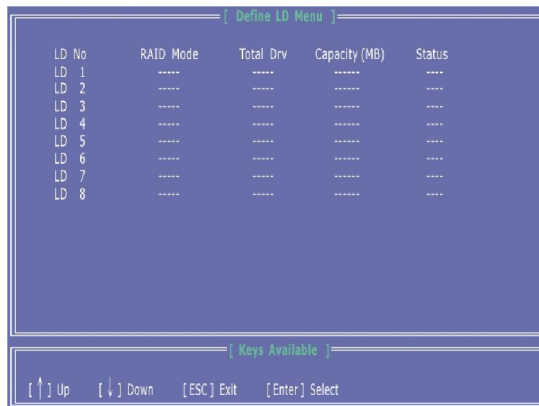 [ Define LD Menu ]
LD No RAID Mode Total Drv Capacity (MB) Status
LD 1 ----- ----- ------ ----
LD 2 ----- ----- ------ ----
LD 3 ----- ----- ------ ----
LD 4 ----- ----- ------ ----
LD 5 ----- ----- ------ ----
LD 6 ----- ----- ------ ----
LD 7 ----- ----- ------ ----
LD 8 ----- ----- ------ ----
[ Keys Available ]
[↑] Up [↓] Down [ESC] Exit [Enter] Select